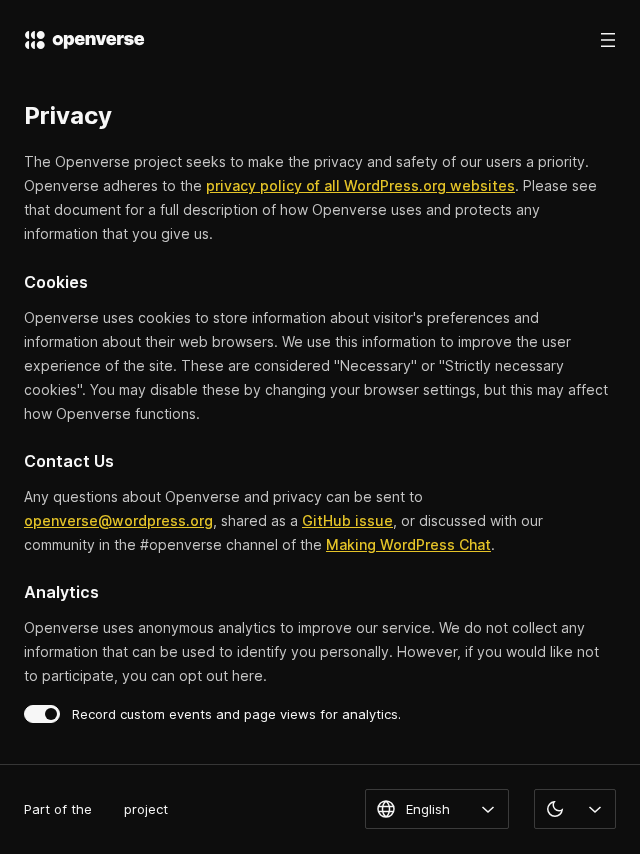 openverse
Privacy
The Openverse project seeks to make the privacy and safety of our users a priority.
Openverse adheres to the privacy policy of all WordPress.org websites. Please see
that document for a full description of how Openverse uses and protects any
information that you give us.
Cookies
Openverse uses cookies to store information about visitor's preferences and
information about their web browsers. We use this information to improve the user
experience of the site. These are considered "Necessary" or "Strictly necessary
cookies". You may disable these by changing your browser settings, but this may affect
how Openverse functions.
Contact Us
Any questions about Openverse and privacy can be sent to
openverse@wordpress.org, shared as a GitHub issue, or discussed with our
community in the #openverse channel of the Making WordPress Chat.
Analytics
Openverse uses anonymous analytics to improve our service. We do not collect any
information that can be used to identify you personally. However, if you would like not
to participate, you can opt out here.
Record custom events and page views for analytics.
Part of the project English